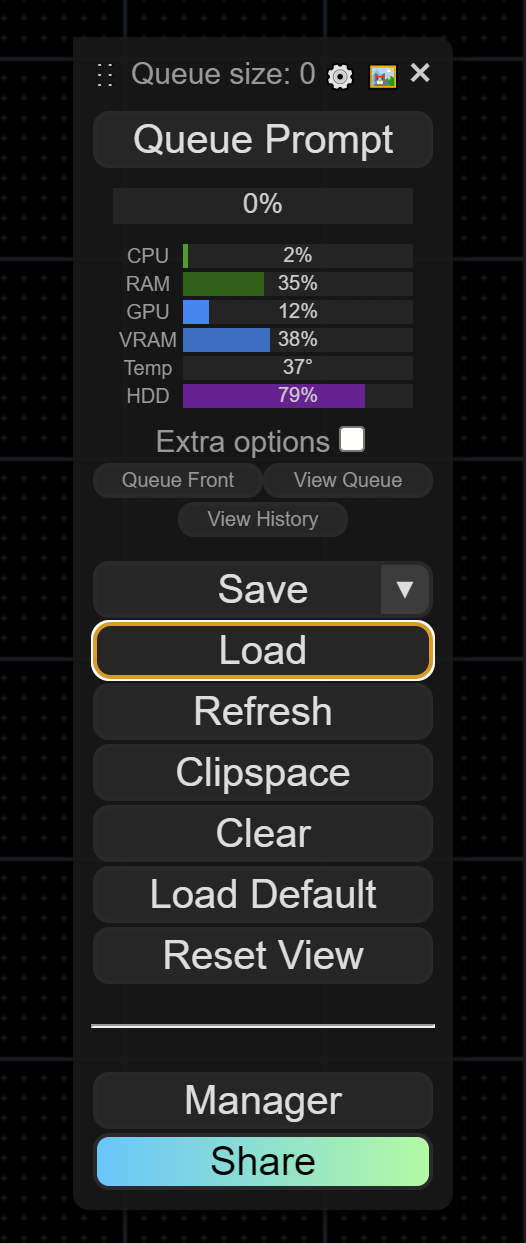 Queue size: 0
Queue Prompt
0%
CPU 2%
RAM 35%
GPU 12%
VRAM 38%
Temp 37°
HDD 79%
Extra options
Queue Front View Queue
View History
Save ▼
Load
Refresh
Clipspace
Clear
Load Default
Reset View
Manager
Share